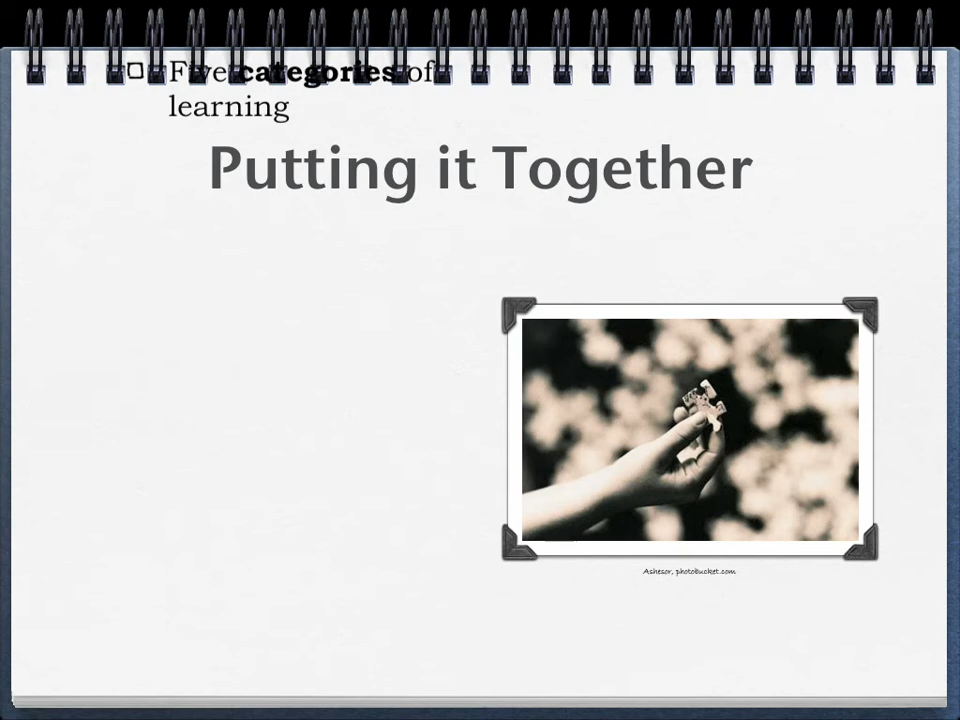 Five categories of
learning
Putting it Together
Ashesor, photobucket.com